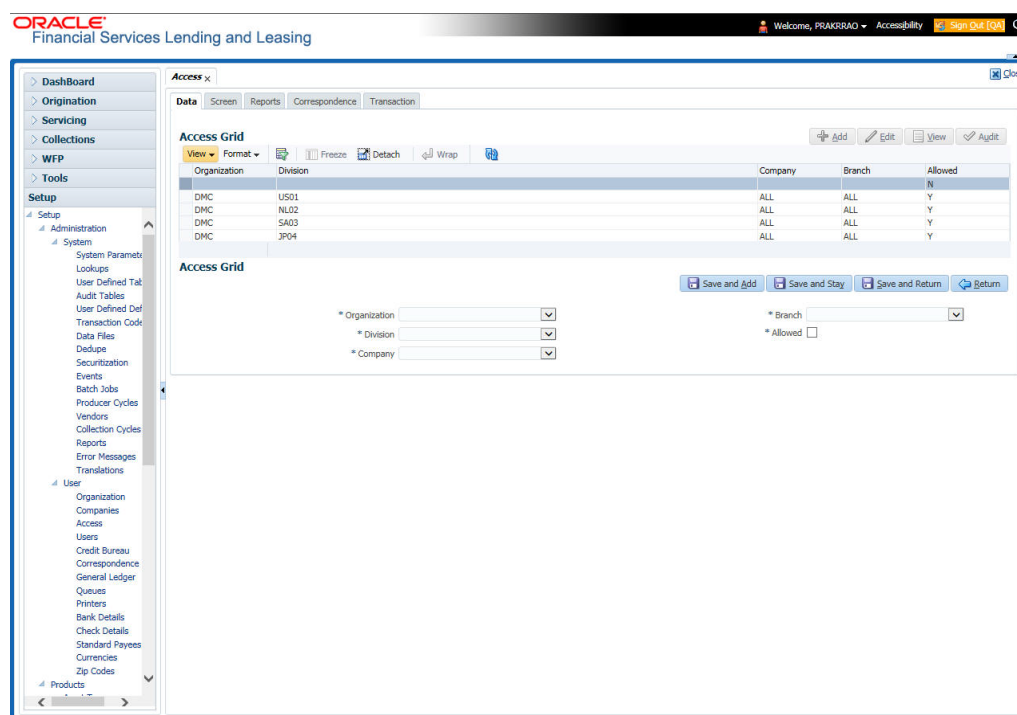 ORACLE®
Financial Services Lending and Leasing
Welcome, PRAKRRAO Accessibility Sign Out [QA]
DashBoard
Origination
Servicing
Collections
WFP
Tools
Setup
Setup
Administration
System
System Paramete
Lookups
User Defined Tab
Audit Tables
User Defined Def
Transaction Code
Data Files
Dedupe
Securitization
Events
Batch Jobs
Producer Cycles
Vendors
Collection Cycles
Reports
Error Messages
Translations
User
Organization
Companies
Access
Users
Credit Bureau
Correspondence
General Ledger
Queues
Printers
Bank Details
Check Details
Standard Payees
Currencies
Zip Codes
Products
Access X
Clos
Data Screen Reports Correspondence Transaction
Access Grid
Add Edit View Audit
View Format Freeze Detach Wrap
Organization Division Company Branch Allowed
N
DMC US01 ALL ALL Y
DMC NL02 ALL ALL Y
DMC SA03 ALL ALL Y
DMC JP04 ALL ALL Y
Access Grid
Save and Add Save and Stay Save and Return Return
* Organization
* Division
* Company
* Branch
* Allowed